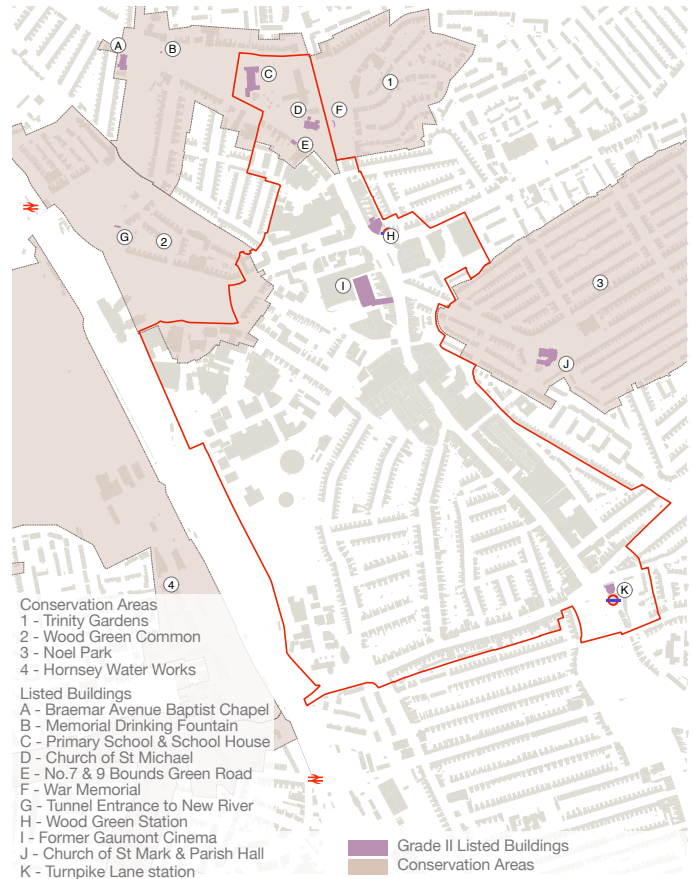 A
B
C
1
D
F
E
G
2
H
3
I
J
4
K
Conservation Areas
1 - Trinity Gardens
2 - Wood Green Common
3 - Noel Park
4 - Hornsey Water Works
Listed Buildings
A - Braemar Avenue Baptist Chapel
B - Memorial Drinking Fountain
C - Primary School & School House
D - Church of St Michael
E - No.7 & 9 Bounds Green Road
F - War Memorial
G - Tunnel Entrance to New River
H - Wood Green Station
I - Former Gaumont Cinema
J - Church of St Mark & Parish Hall
K - Turnpike Lane station
Grade II Listed Buildings
Conservation Areas